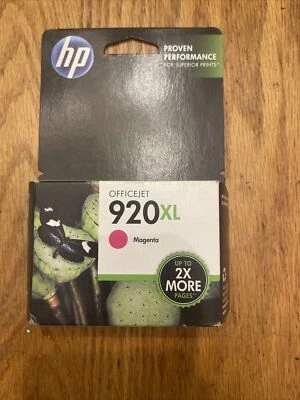 hp
PROVEN
PERFORMANCE
FOR SUPERIOR PRINTS*
OFFICEJET
920XL
Magenta
UP TO
2X
MORE
PAGES*